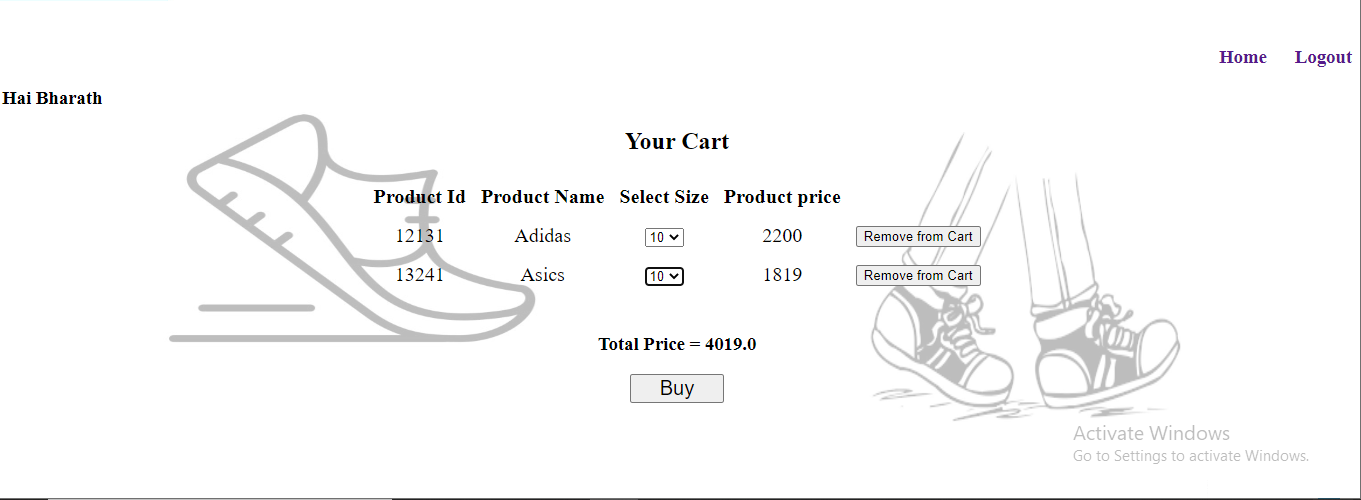 Home Logout
Hai Bharath
Your Cart
Product Id Product Name Select Size Product price
12131 Adidas 10 2200 Remove from Cart
13241 Asics 10 1819 Remove from Cart
Total Price = 4019.0
Buy
Activate Windows
Go to Settings to activate Windows.